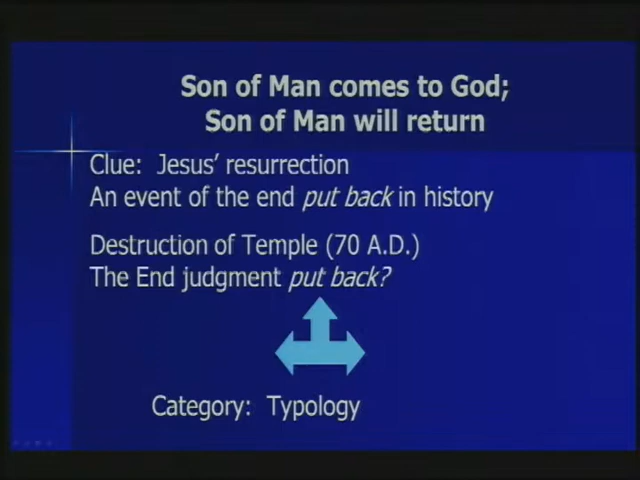 Son of Man comes to God;
Son of Man will return
Clue: Jesus' resurrection
An event of the end put back in history
Destruction of Temple (70 A.D.)
The End judgment put back?
Category: Typology